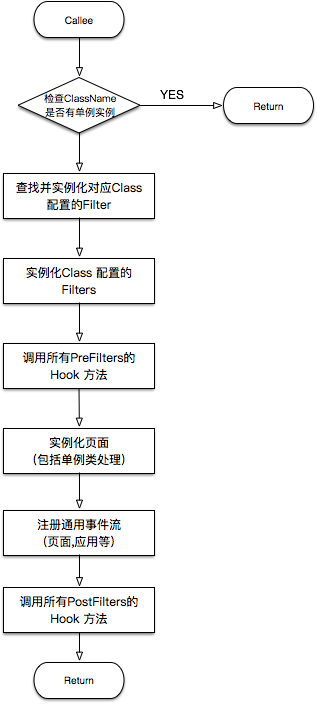 Callee
检查ClassName
是否有单例实例
YES
Return
查找并实例化对应Class
配置的Filter
实例化Class 配置的
Filters
调用所有PreFilters的
Hook 方法
实例化页面
（包括单例类处理）
注册通用事件流
（页面,应用等）
调用所有PostFilters的
Hook 方法
Return